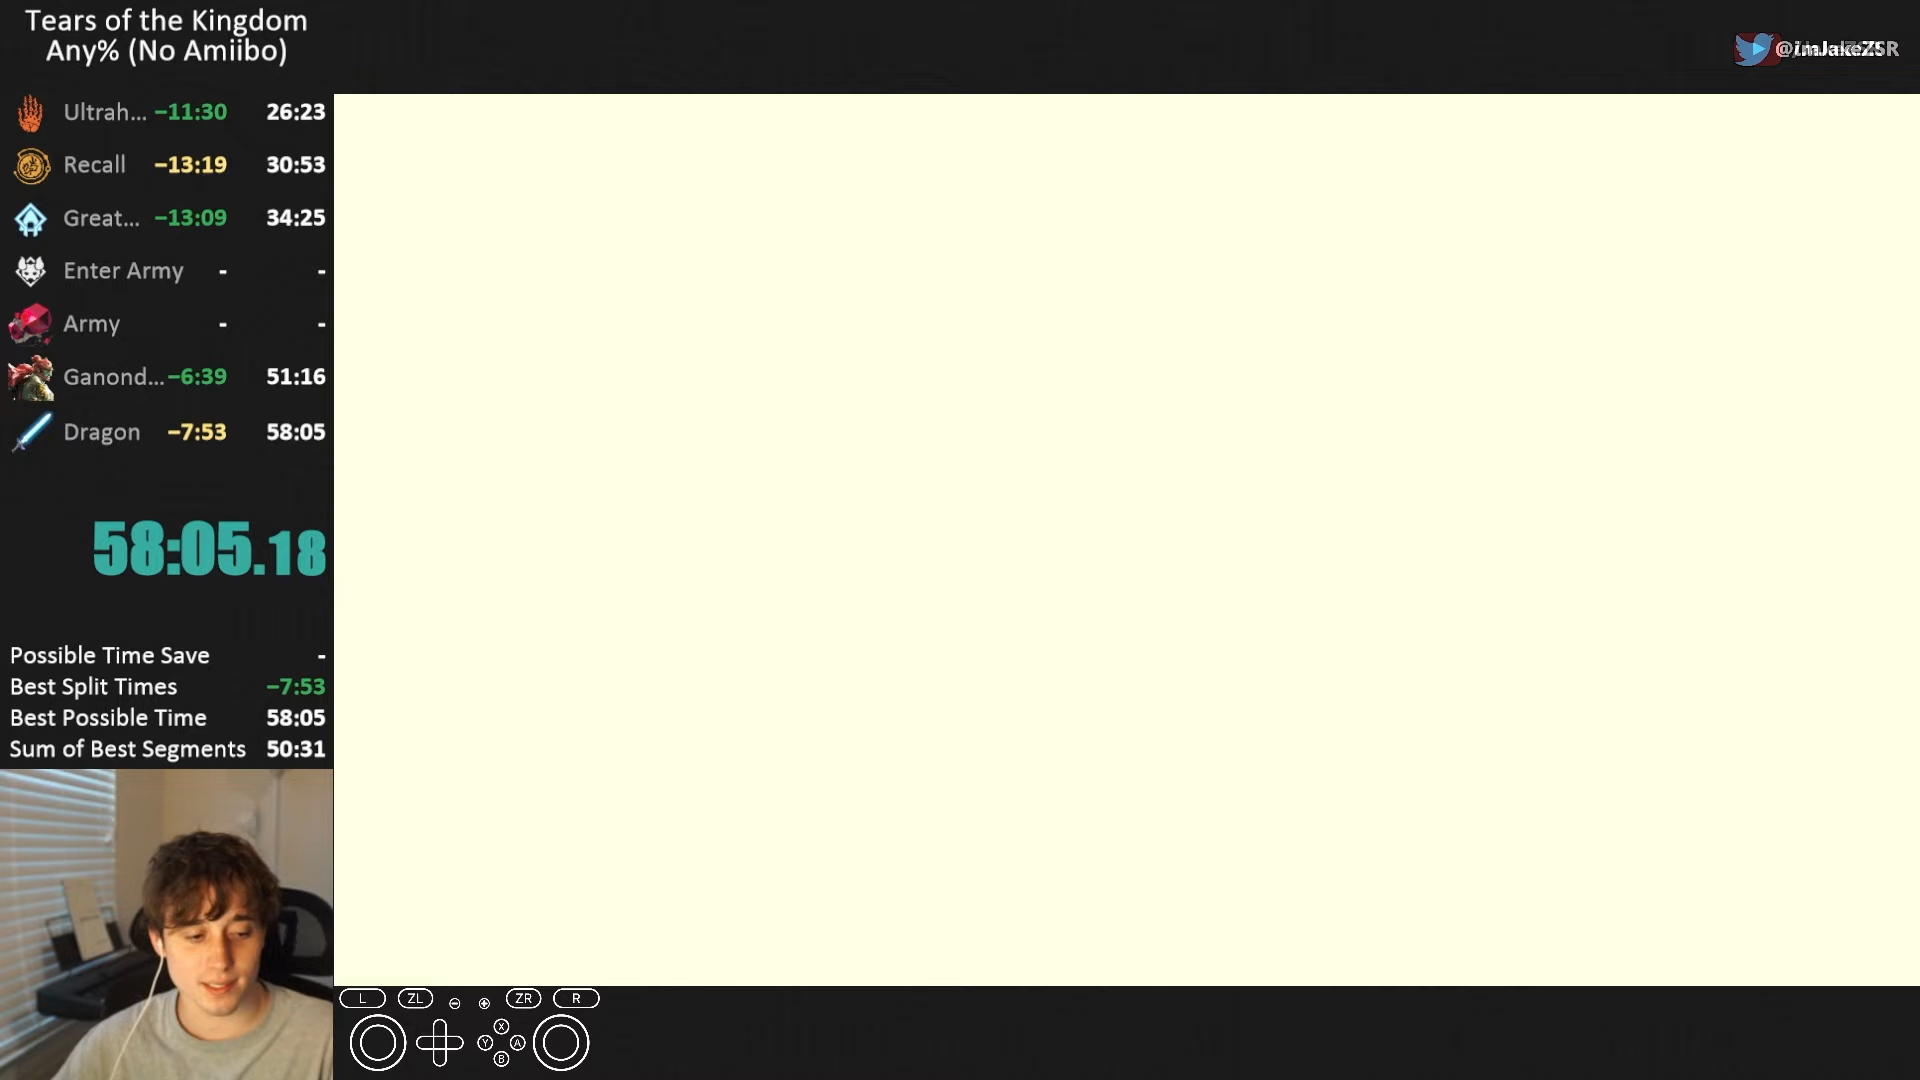 Tears of the Kingdom
Any% (No Amiibo)
Ultrah... −11:30 26:23
Recall −13:19 30:53
Great... −13:09 34:25
Enter Army - -
Army - -
Ganond... −6:39 51:16
Dragon −7:53 58:05
58:05.18
Possible Time Save -
Best Split Times −7:53
Best Possible Time 58:05
Sum of Best Segments 50:31
L ZL ZR R
X
Y A
B